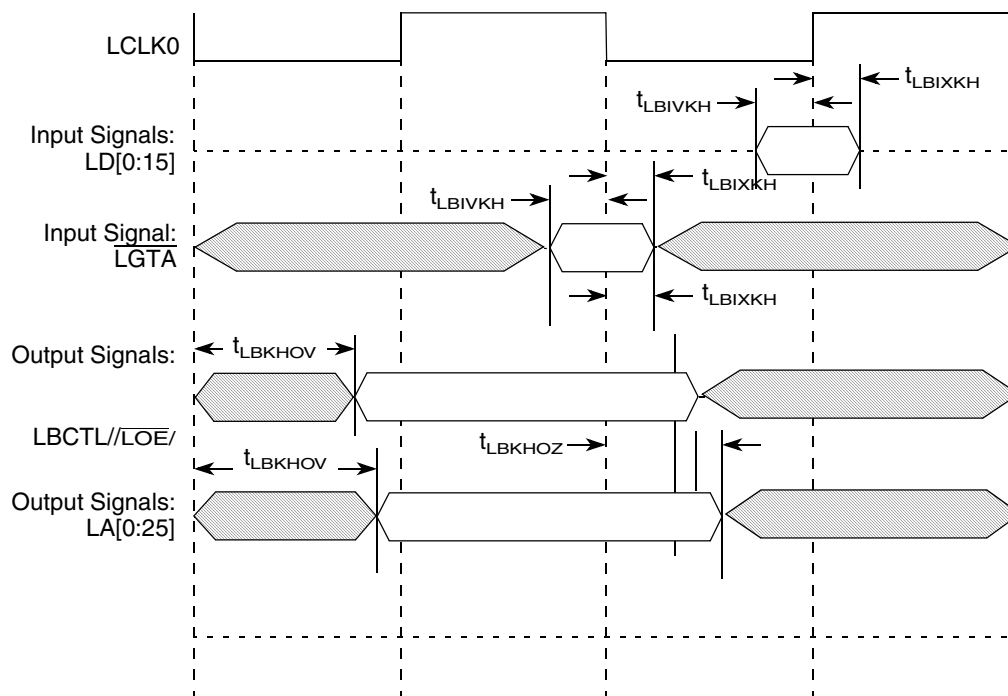 LCLK0
tLBIXKH
tLBIVKH
Input Signals:
LD[0:15]
tLBIXKH
tLBIVKH
Input Signal:
LGTA
tLBIXKH
Output Signals:
tLBKHOV
LBCTL//LOE/
tLBKHOZ
tLBKHOV
Output Signals:
LA[0:25]